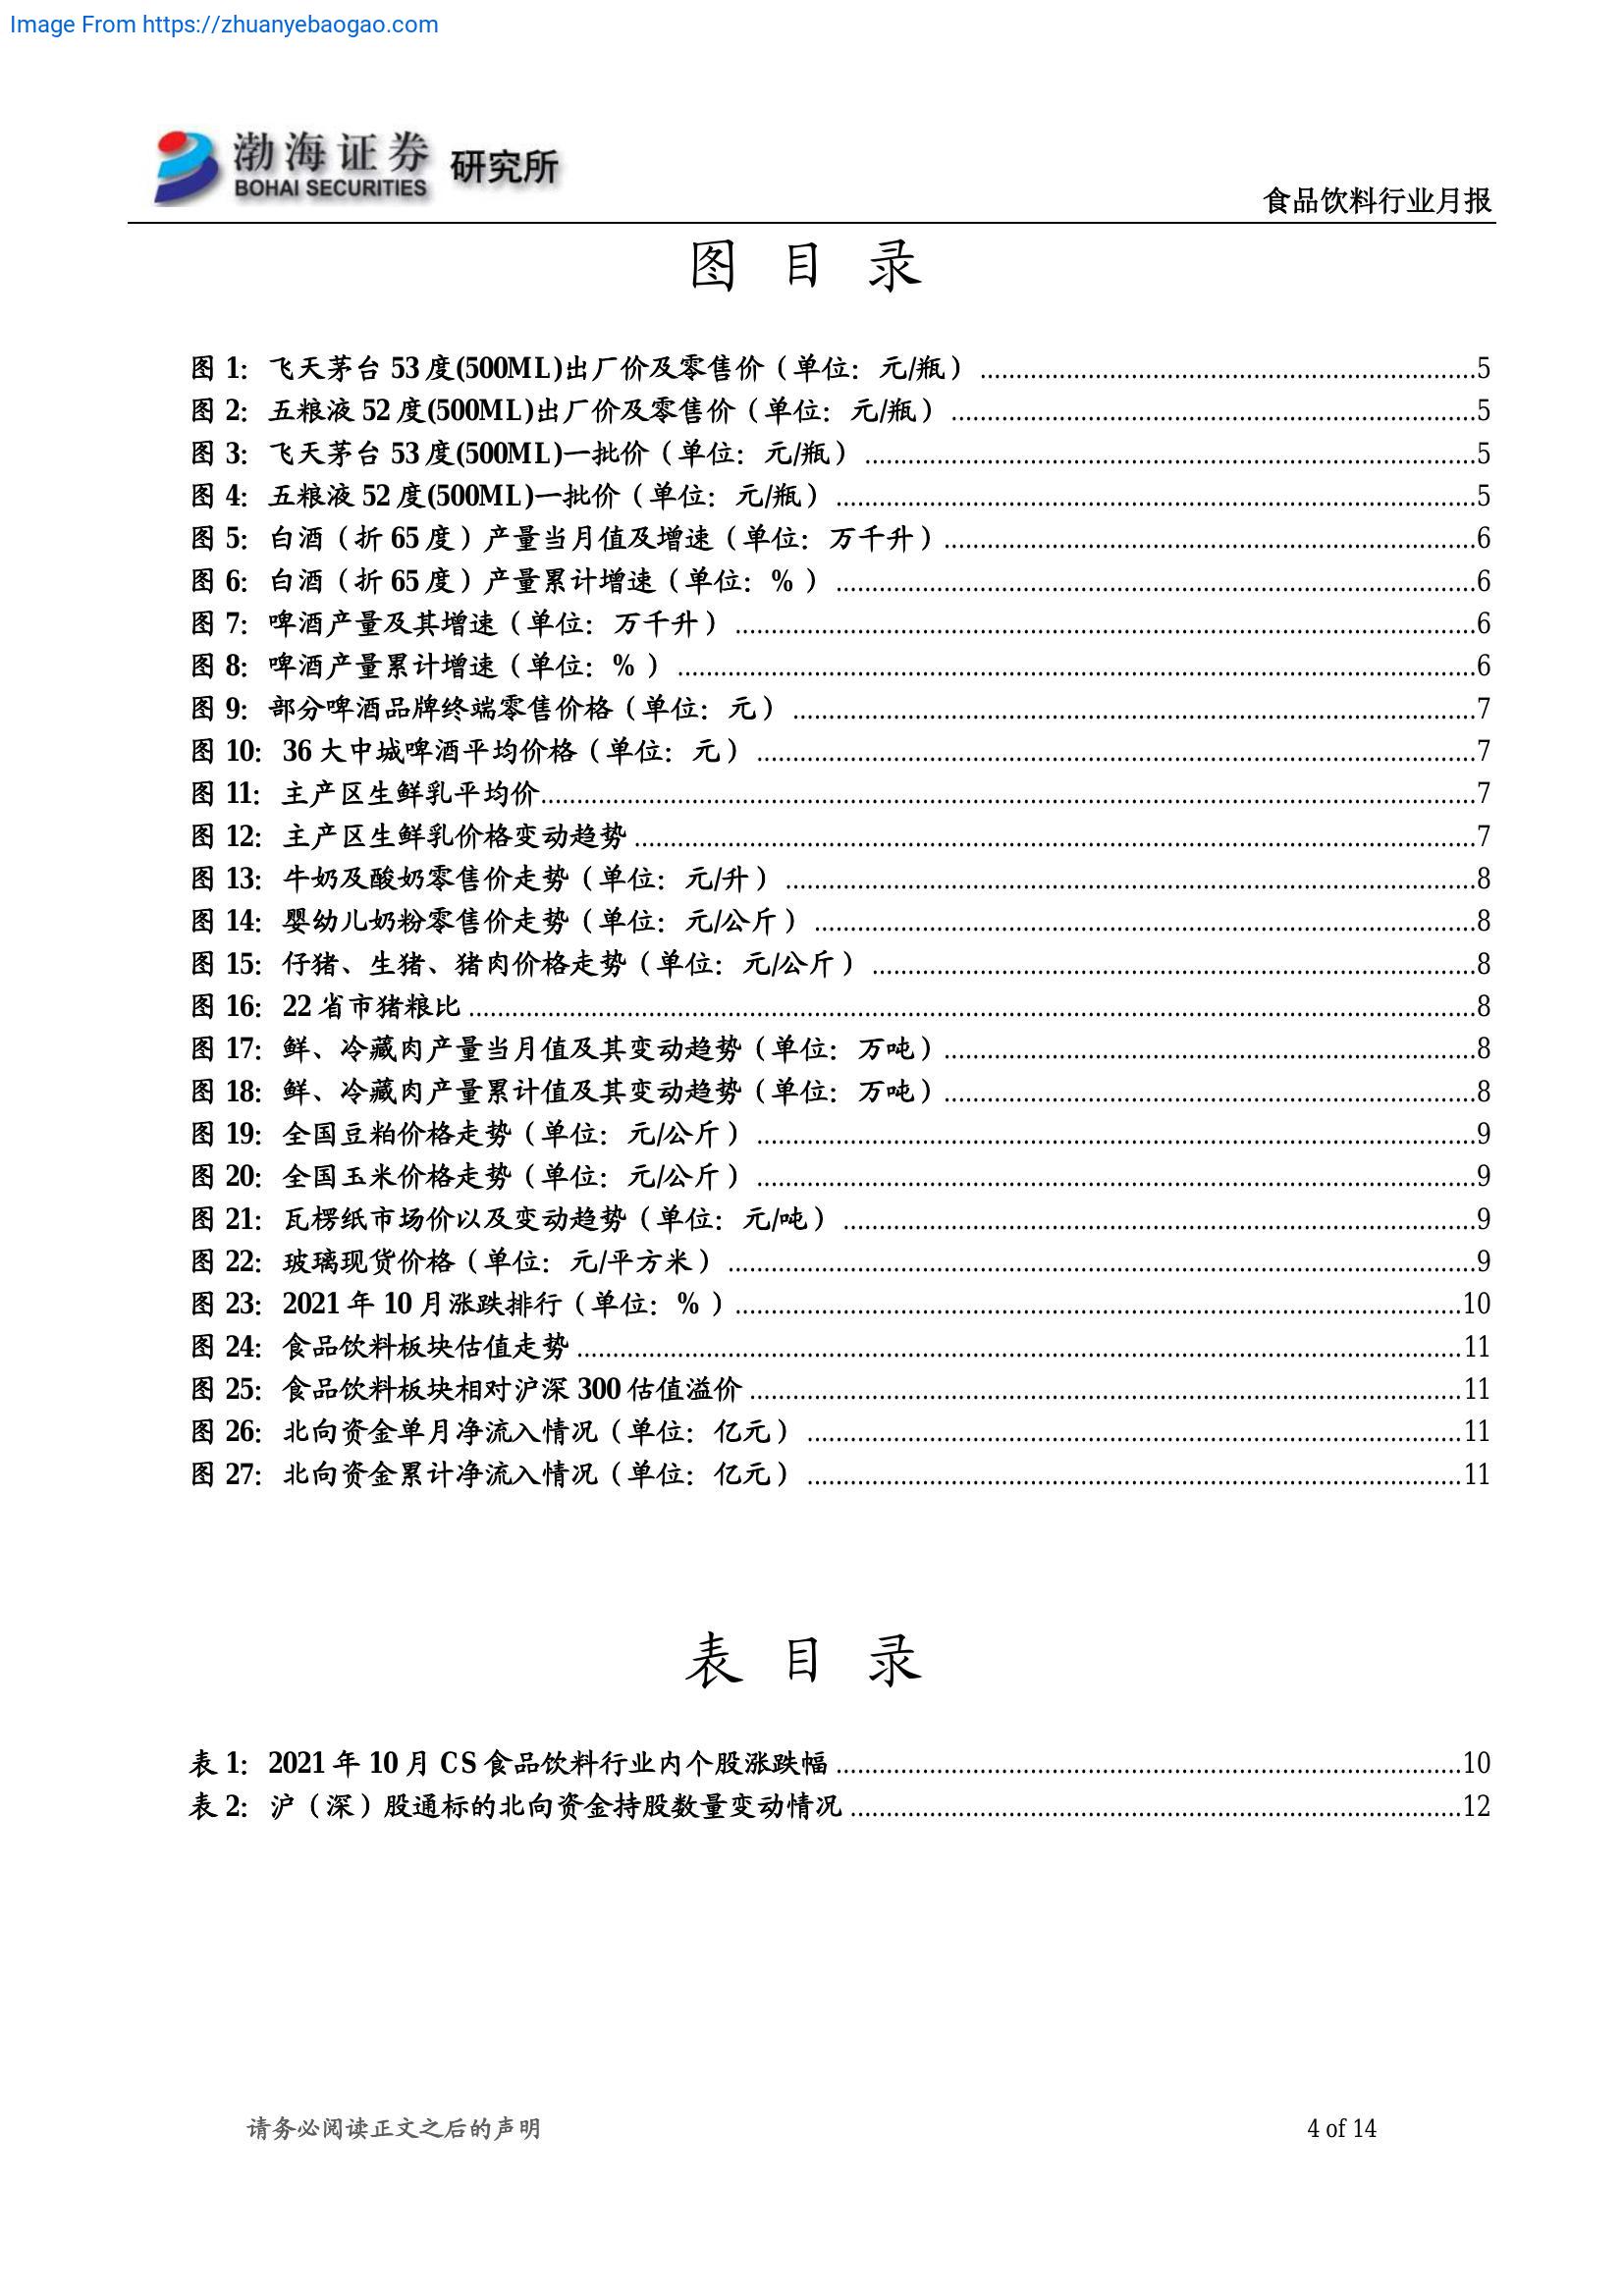 Image From https://zhuanyebaogao.com
渤海证券 研究所
BOHAI SECURITIES
食品饮料行业月报
图 目 录
图 1：飞天茅台 53 度(500ML)出厂价及零售价（单位：元/瓶）5
图 2：五粮液 52 度(500ML)出厂价及零售价（单位：元/瓶）5
图 3：飞天茅台 53 度(500ML)一批价（单位：元/瓶）5
图 4：五粮液 52 度(500ML)一批价（单位：元/瓶）5
图 5：白酒（折 65 度）产量当月值及增速（单位：万千升）6
图 6：白酒（折 65 度）产量累计增速（单位：%）6
图 7：啤酒产量及其增速（单位：万千升）6
图 8：啤酒产量累计增速（单位：%）6
图 9：部分啤酒品牌终端零售价格（单位：元）7
图 10：36 大中城啤酒平均价格（单位：元）7
图 11：主产区生鲜乳平均价7
图 12：主产区生鲜乳价格变动趋势7
图 13：牛奶及酸奶零售价走势（单位：元/升）8
图 14：婴幼儿奶粉零售价走势（单位：元/公斤）8
图 15：仔猪、生猪、猪肉价格走势（单位：元/公斤）8
图 16：22 省市猪粮比8
图 17：鲜、冷藏肉产量当月值及其变动趋势（单位：万吨）8
图 18：鲜、冷藏肉产量累计值及其变动趋势（单位：万吨）8
图 19：全国豆粕价格走势（单位：元/公斤）9
图 20：全国玉米价格走势（单位：元/公斤）9
图 21：瓦楞纸市场价以及变动趋势（单位：元/吨）9
图 22：玻璃现货价格（单位：元/平方米）9
图 23：2021 年 10 月涨跌排行（单位：%）10
图 24：食品饮料板块估值走势11
图 25：食品饮料板块相对沪深 300 估值溢价11
图 26：北向资金单月净流入情况（单位：亿元）11
图 27：北向资金累计净流入情况（单位：亿元）11
表 目 录
表 1：2021 年 10 月 CS 食品饮料行业内个股涨跌幅10
表 2：沪（深）股通标的北向资金持股数量变动情况12
请务必阅读正文之后的声明
4 of 14